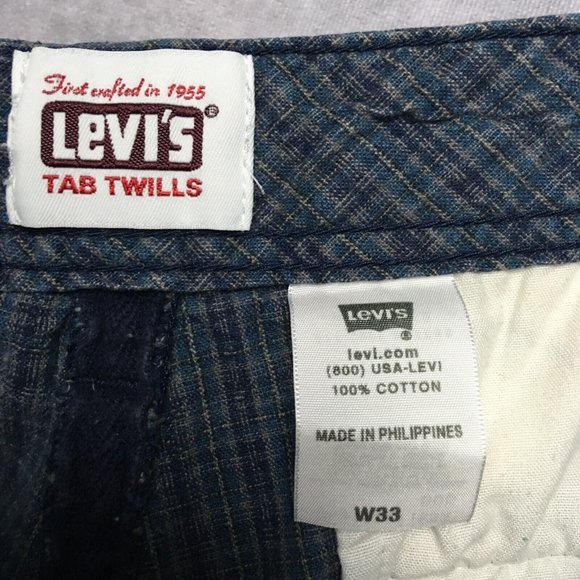 First crafted in 1955
Levi's®
TAB TWILLS
Levi's
®
levi.com
(800) USA-LEVI
100% COTTON
MADE IN PHILIPPINES
W33